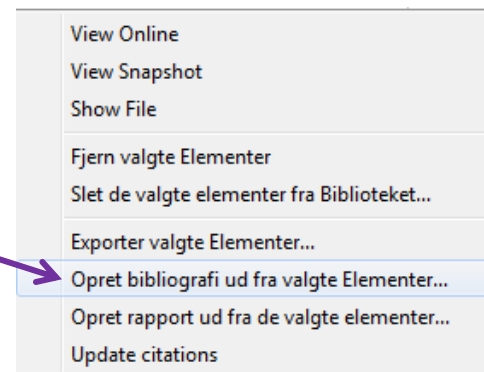 View Online
View Snapshot
Show File
Fjern valgte Elementer
Slet de valgte elementer fra Biblioteket...
Exporter valgte Elementer...
Opret bibliografi ud fra valgte Elementer...
Opret rapport ud fra de valgte elementer...
Update citations